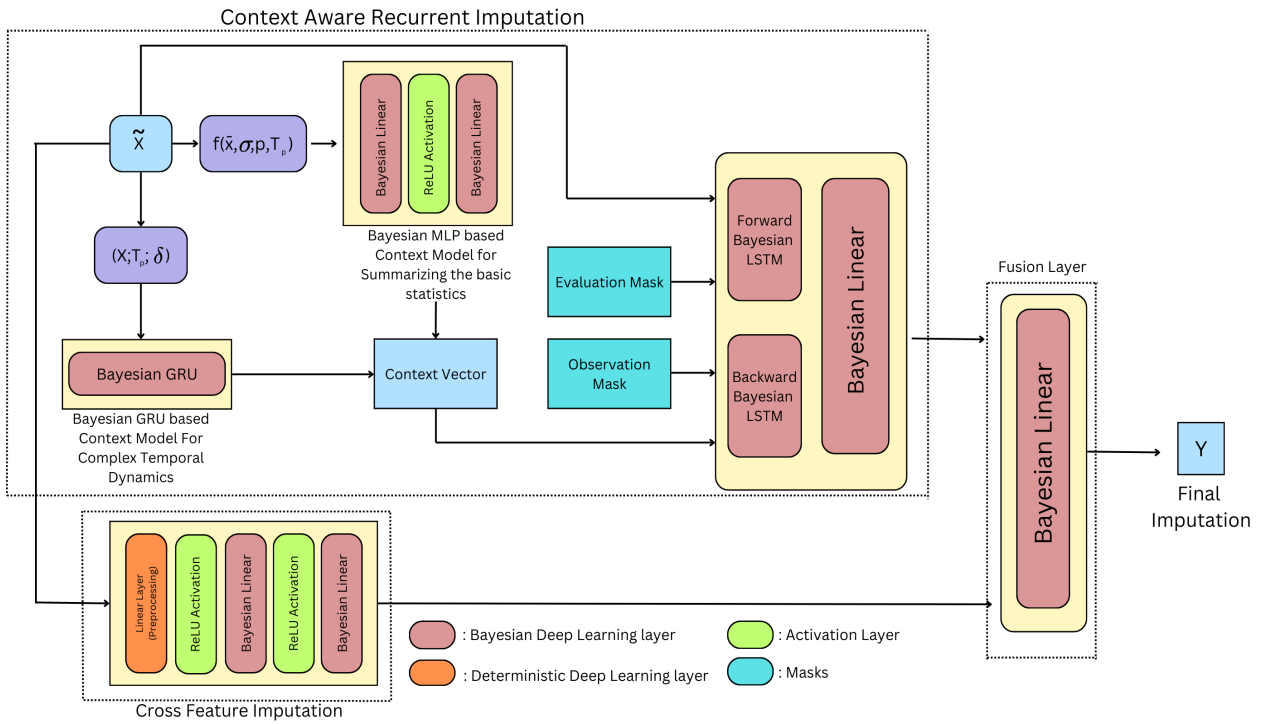 Context Aware Recurrent Imputation
X̃
f(x̄,σ,p,Tₚ)
Bayesian Linear
ReLU Activation
Bayesian Linear
Bayesian MLP based
Context Model for
Summarizing the basic
statistics
(X;Tₚ; δ)
Bayesian GRU
Bayesian GRU based
Context Model For
Complex Temporal
Dynamics
Context Vector
Evaluation Mask
Observation
Mask
Forward
Bayesian
LSTM
Backward
Bayesian
LSTM
Bayesian Linear
Fusion Layer
Bayesian Linear
Y
Final
Imputation
Linear Layer
(Preprocessing)
ReLU Activation
Bayesian Linear
ReLU Activation
Bayesian Linear
Cross Feature Imputation
: Bayesian Deep Learning layer
: Deterministic Deep Learning layer
: Activation Layer
: Masks